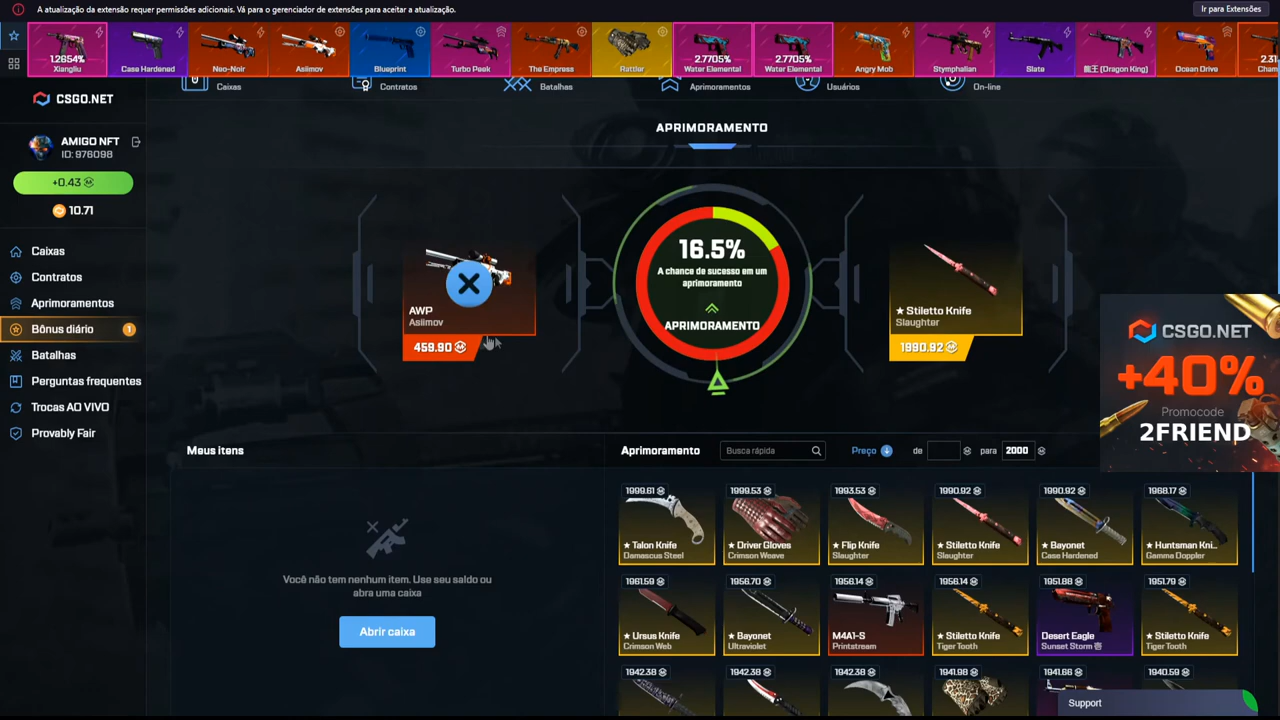 A atualização da extensão requer permissões adicionais. Vá para o gerenciador de extensões para aceitar a atualização.
Ir para Extensões
1.2654%
Xiangliu
Case Hardened
Neo-Noir
Asiimov
Blueprint
Turbo Peek
The Empress
Rattler
2.7705%
Water Elemental
2.7705%
Water Elemental
Angry Mob
Stymphalian
Slate
龍王 (Dragon King)
Ocean Drive
2.31
Cham
Caixas
Contratos
Batalhas
Aprimoramentos
Usuários
On-line
CSGO.NET
AMIGO NFT
ID: 976098
+0.43
10.71
Caixas
Contratos
Aprimoramentos
Bônus diário
1
Batalhas
Perguntas frequentes
Trocas AO VIVO
Provably Fair
APRIMORAMENTO
AWP
Asiimov
459.90
16.5%
A chance de sucesso em um
aprimoramento
APRIMORAMENTO
★ Stiletto Knife
Slaughter
1990.92
CSGO.NET
+40%
Promocode
2FRIEND
Meus itens
Você não tem nenhum item. Use seu saldo ou
abra uma caixa
Abrir caixa
Aprimoramento
Busca rápida
Preço
de
para
2000
1999.61
★ Talon Knife
Damascus Steel
1999.53
★ Driver Gloves
Crimson Weave
1993.53
★ Flip Knife
Slaughter
1990.92
★ Stiletto Knife
Slaughter
1990.92
★ Bayonet
Case Hardened
1968.17
★ Huntsman Kni...
Gamma Doppler
1961.59
★ Ursus Knife
Crimson Web
1956.70
★ Bayonet
Ultraviolet
1956.14
M4A1-S
Printstream
1956.14
★ Stiletto Knife
Tiger Tooth
1951.88
Desert Eagle
Sunset Storm 壱
1951.79
★ Stiletto Knife
Tiger Tooth
1942.38
1942.38
1942.38
1941.98
1941.66
1940.59
Support